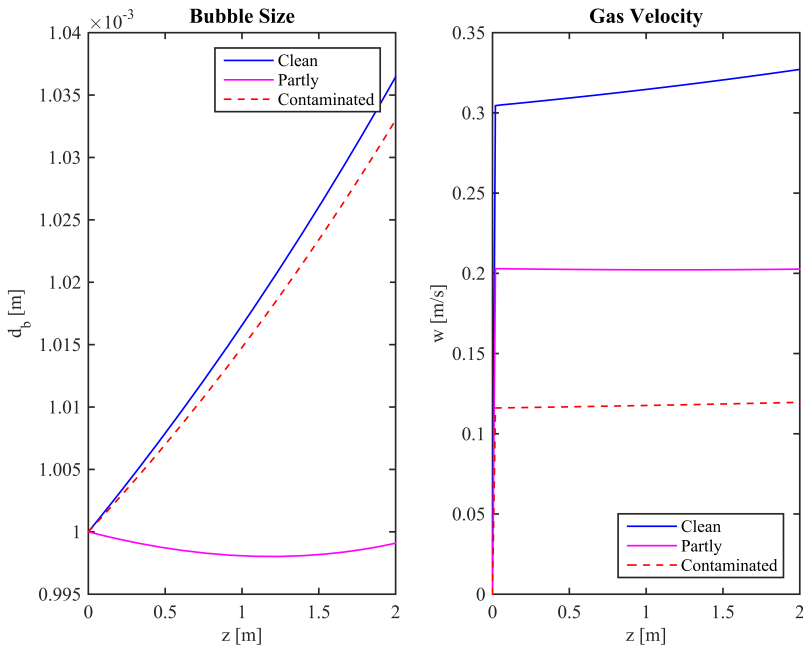 Bubble Size
×10⁻³
1.04
1.035
1.03
1.025
1.02
1.015
1.01
1.005
1
0.995
d_b [m]
0
0.5
1
1.5
2
z [m]
Clean
Partly
Contaminated
Gas Velocity
0.35
0.3
0.25
0.2
0.15
0.1
0.05
0
w [m/s]
0
0.5
1
1.5
2
z [m]
Clean
Partly
Contaminated